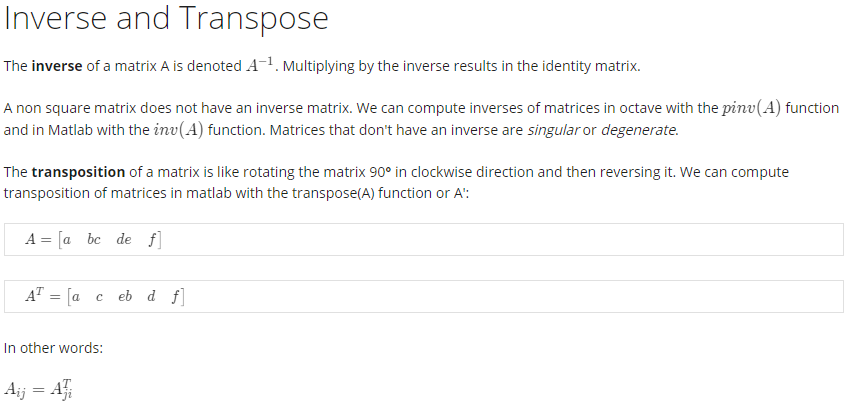 Inverse and Transpose
The inverse of a matrix A is denoted A⁻¹. Multiplying by the inverse results in the identity matrix.
A non square matrix does not have an inverse matrix. We can compute inverses of matrices in octave with the pinv(A) function
and in Matlab with the inv(A) function. Matrices that don't have an inverse are singular or degenerate.
The transposition of a matrix is like rotating the matrix 90° in clockwise direction and then reversing it. We can compute
transposition of matrices in matlab with the transpose(A) function or A':
A = [a bc de f]
Aᵀ = [a c eb d f]
In other words:
A_{ij} = A^T_{ji}